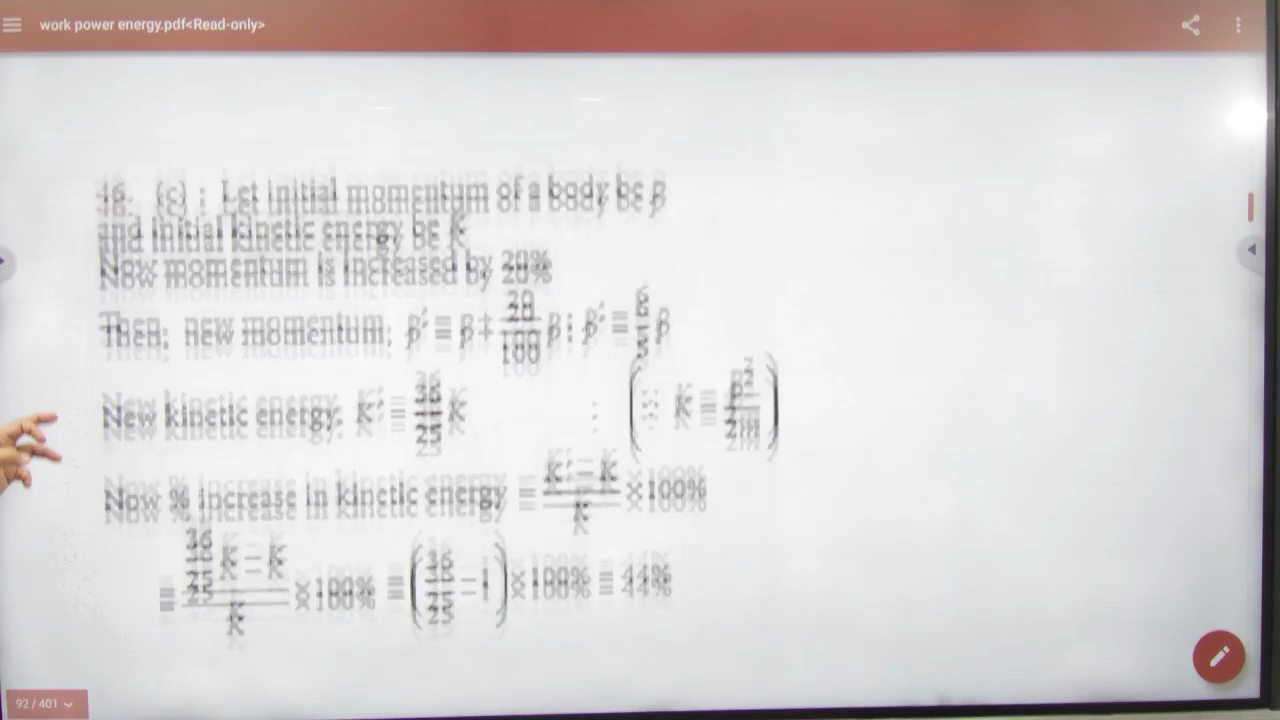 work power energy.pdf<Read-only>
46. (c) : Let initial momentum of a body be p
and initial kinetic energy be K
Now momentum is increased by 20%
Then, new momentum, p' = p + 20/100 p ; p' = 6/5 p
New kinetic energy, K' = 36/25 K
Now % increase in kinetic energy = (K' − K)/K × 100%
= (36/25 K − K)/K × 100% = (36/25 − 1) × 100% = 44%
92 / 401